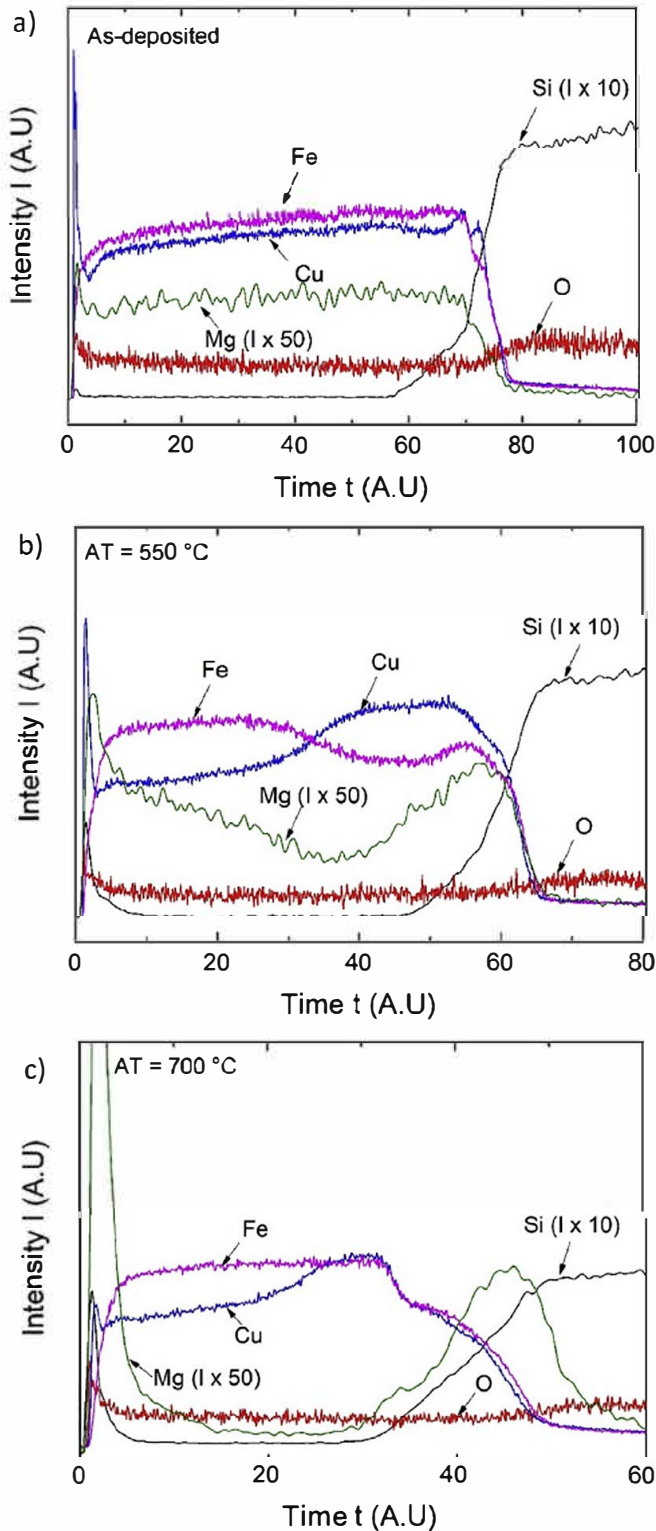 a)
As-deposited
Si (I x 10)
Fe
Cu
O
Mg (I x 50)
Intensity I (A.U)
0 20 40 60 80 100
Time t (A.U)
b)
AT = 550 °C
Si (I x 10)
Cu
Fe
Mg (I x 50)
O
Intensity I (A.U)
0 20 40 60 80
Time t (A.U)
c)
AT = 700 °C
Fe
Si (I x 10)
Cu
Mg (I x 50)
O
Intensity I (A.U)
0 20 40 60
Time t (A.U)